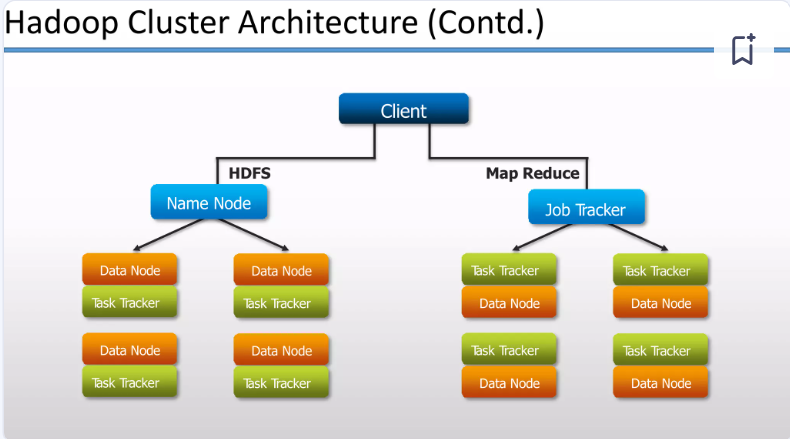 Hadoop Cluster Architecture (Contd.)
Client
HDFS
Map Reduce
Name Node
Job Tracker
Data Node
Task Tracker
Data Node
Task Tracker
Data Node
Task Tracker
Data Node
Task Tracker
Task Tracker
Data Node
Task Tracker
Data Node
Task Tracker
Data Node
Task Tracker
Data Node